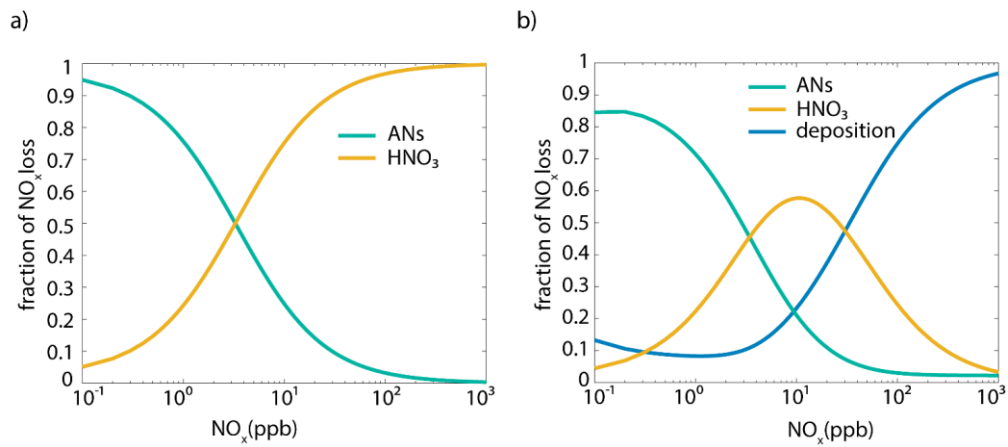 a)
1
0.9
0.8
0.7
0.6
0.5
0.4
0.3
0.2
0.1
0
fraction of NOₓ loss
ANs
HNO₃
10⁻¹ 10⁰ 10¹ 10² 10³
NOₓ(ppb)
b)
1
0.9
0.8
0.7
0.6
0.5
0.4
0.3
0.2
0.1
0
fraction of NOₓ loss
ANs
HNO₃
deposition
10⁻¹ 10⁰ 10¹ 10² 10³
NOₓ(ppb)